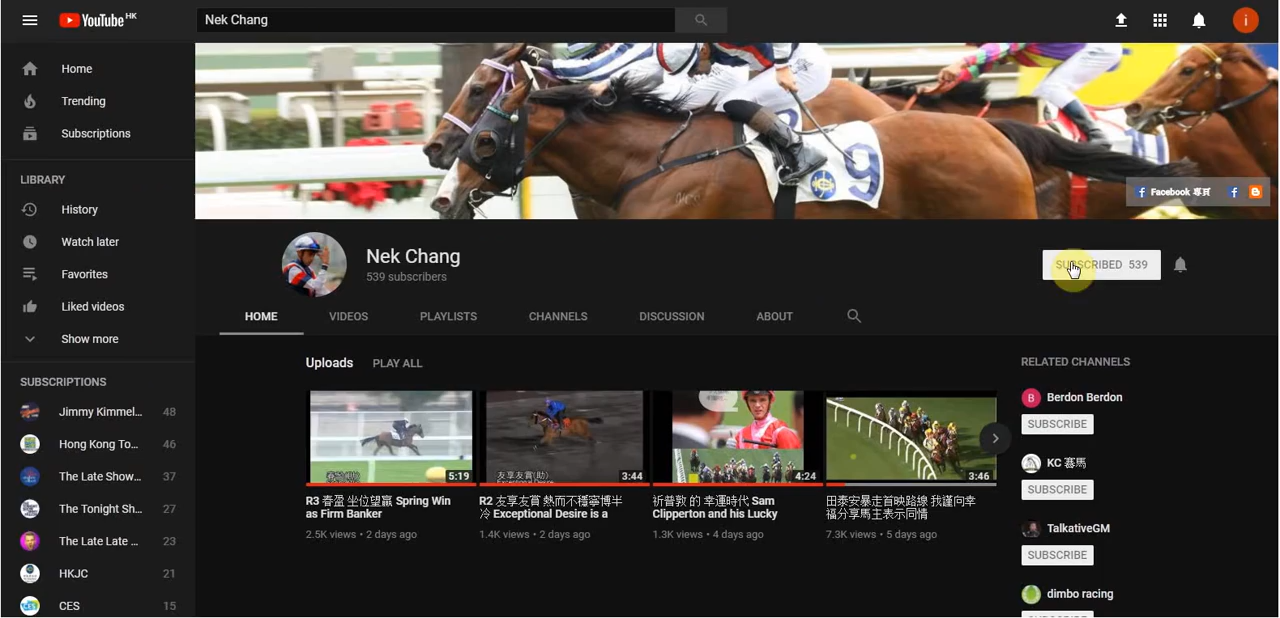 YouTube HK
Nek Chang
i
Home
Trending
Subscriptions
LIBRARY
History
Watch later
Favorites
Liked videos
Show more
SUBSCRIPTIONS
Jimmy Kimmel... 48
Hong Kong To... 46
The Late Show... 37
The Tonight Sh... 27
The Late Late ... 23
HKJC 21
CES 15
9
Facebook 專頁
Nek Chang
539 subscribers
SUBSCRIBED 539
HOME VIDEOS PLAYLISTS CHANNELS DISCUSSION ABOUT
Uploads PLAY ALL
5:19
3:44
4:24
3:46
R3 春盈 坐位望贏 Spring Win
as Firm Banker
2.5K views • 2 days ago
R2 友享友賞 熱而不穩寧博半
冷 Exceptional Desire is a
1.4K views • 2 days ago
祈普敦 的 幸運時代 Sam
Clipperton and his Lucky
1.3K views • 4 days ago
田泰安暴走首映路線 我謹向幸
福分享馬主表示同情
7.3K views • 5 days ago
RELATED CHANNELS
B
Berdon Berdon
SUBSCRIBE
KC 賽馬
SUBSCRIBE
TalkativeGM
SUBSCRIBE
dimbo racing